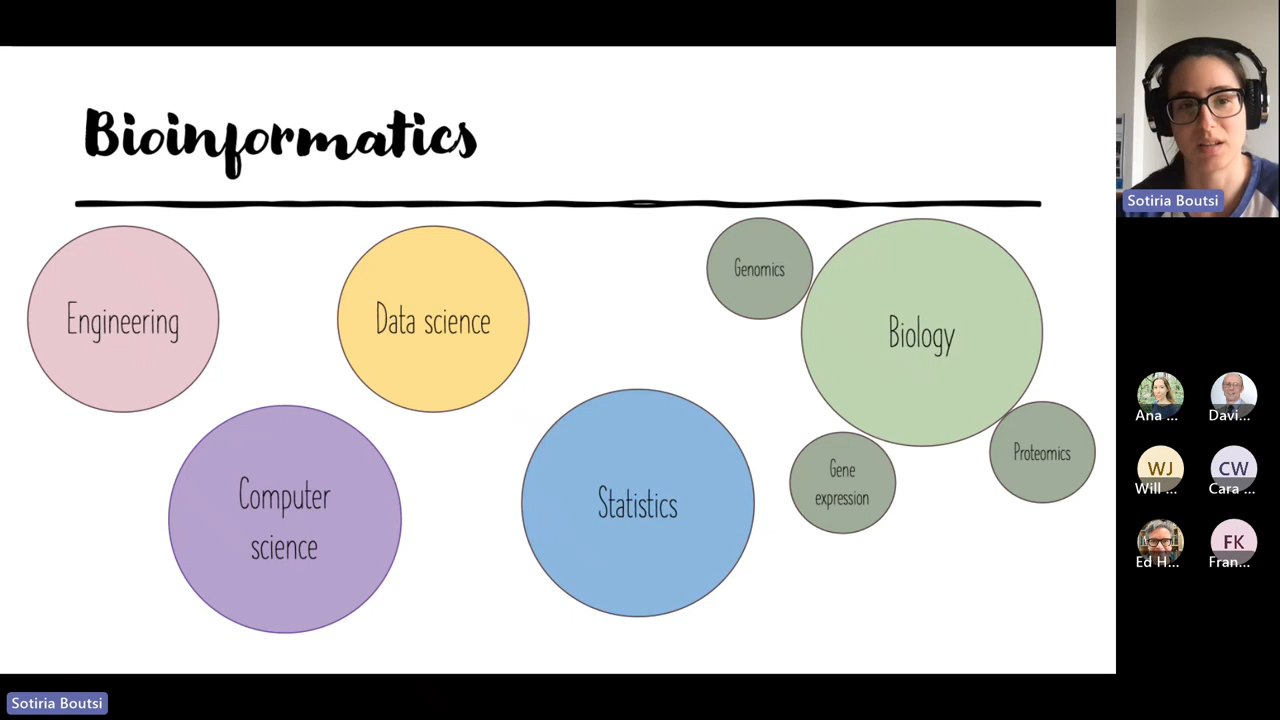 Bioinformatics
Engineering
Data science
Genomics
Biology
Computer
science
Statistics
Gene
expression
Proteomics
Sotiria Boutsi
Ana ...
Davi...
WJ
Will ...
CW
Cara ...
Ed H...
FK
Fran...
Sotiria Boutsi